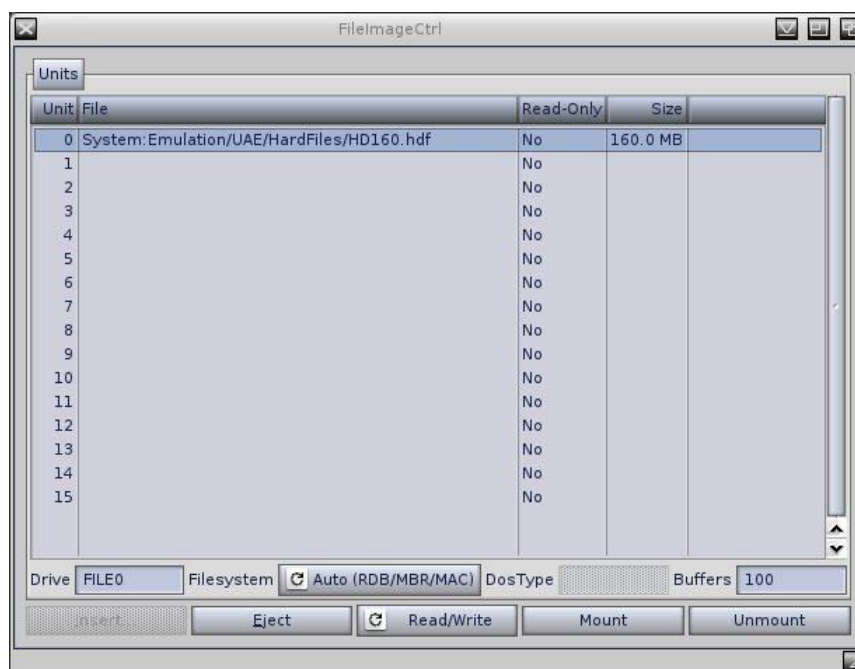 FileImageCtrl
Units
Unit File Read-Only Size
0 System:Emulation/UAE/HardFiles/HD160.hdf No 160.0 MB
1 No
2 No
3 No
4 No
5 No
6 No
7 No
8 No
9 No
10 No
11 No
12 No
13 No
14 No
15 No
Drive FILE0 Filesystem Auto (RDB/MBR/MAC) DosType Buffers 100
Insert... Eject Read/Write Mount Unmount